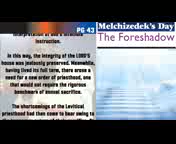 PG 43
Melchizedek's Day
The Foreshadow
instruction.
In this way, the integrity of the LORD'S
house was jealously preserved. Meanwhile,
having lived its full term, there arose a
need for a new order of priesthood, one
that would not require the rigorous
benchmark of animal sacrifice.
The shortcomings of the Levitical
priesthood had then come to bear owing to